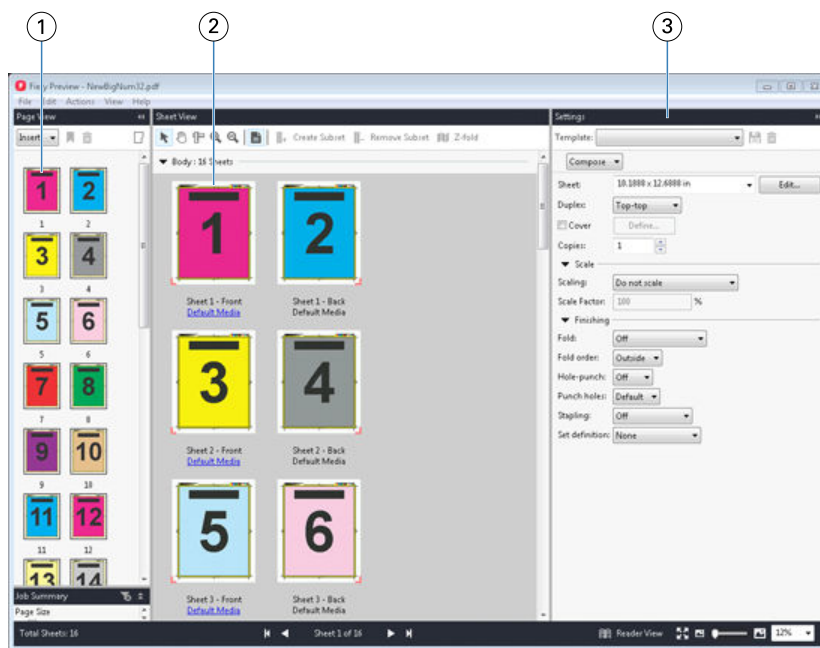 1 2 3
Fiery Preview - NewBigNum32.pdf
File Edit Actions View Help
Page View
Sheet View
Settings
Insert
Create Subset Remove Subset Z-fold
Template:
Body : 16 Sheets
Compose
Sheet: 18.1888 x 12.6888 in Edit...
Duplex: Top-top
Cover Define...
Copies: 1
Scale
Scaling: Do not scale
Scale Factor: 100 %
Finishing
Fold: Off
Fold order: Outside
Hole-punch: Off
Punch holes: Default
Stapling: Off
Set definition: None
1 2
1 2
3 4
3 4
5 6
5 6
7 8
7 8
9 10
9 10
11 12
11 12
13 14
1 2
Sheet 1 - Front Sheet 1 - Back
Default Media Default Media
3 4
Sheet 2 - Front Sheet 2 - Back
Default Media Default Media
5 6
Sheet 3 - Front Sheet 3 - Back
Default Media Default Media
Job Summary
Page Size
Total Sheets: 16
Sheet 1 of 16
Reader View
12%